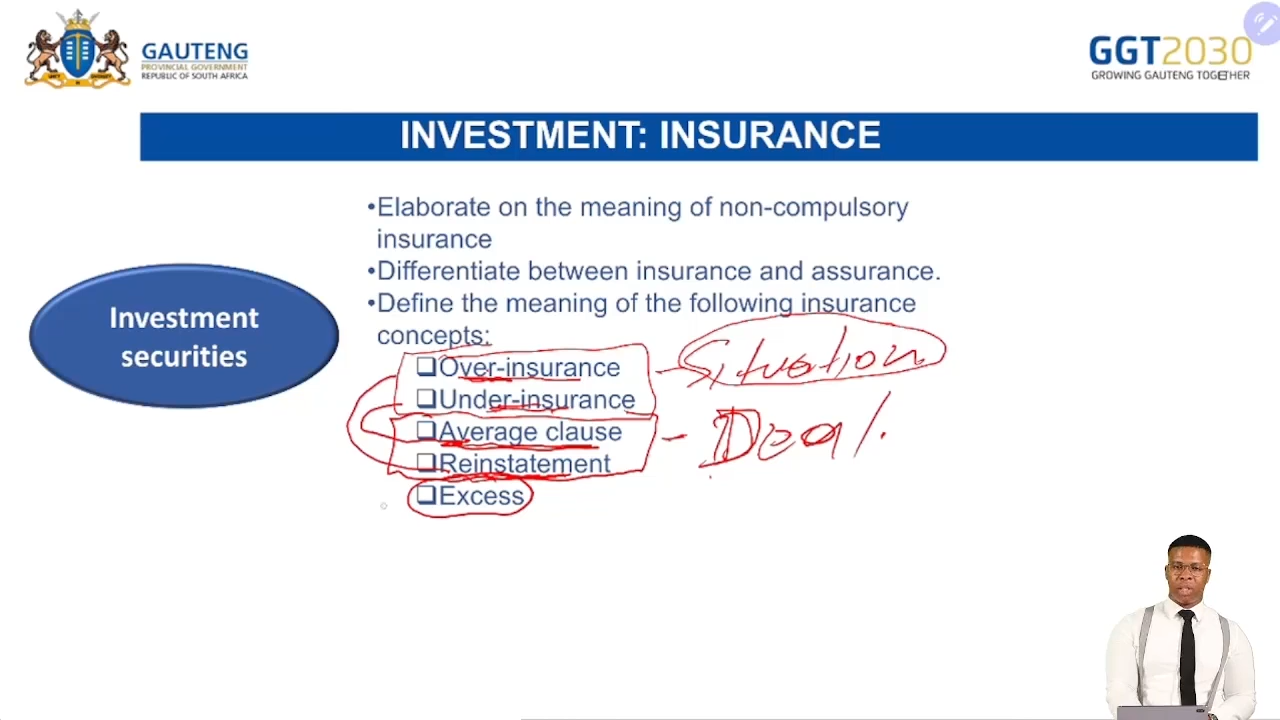 GAUTENG
PROVINCIAL GOVERNMENT
REPUBLIC OF SOUTH AFRICA
GGT2030
GROWING GAUTENG TOGETHER
INVESTMENT: INSURANCE
•Elaborate on the meaning of non-compulsory
insurance
•Differentiate between insurance and assurance.
•Define the meaning of the following insurance
concepts:
❑Over-insurance
- Situation
❑Under-insurance
❑Average clause
- Deal
❑Reinstatement
❑Excess
Investment
securities